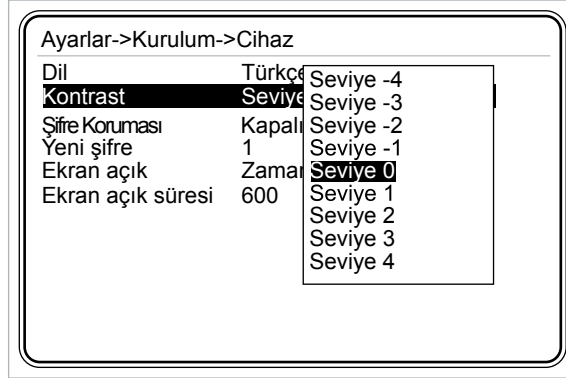 Ayarlar->Kurulum->Cihaz
Dil Türkçe
Kontrast Seviye
Şifre Koruması Kapalı
Yeni şifre 1
Ekran açık Zaman
Ekran açık süresi 600
Seviye -4
Seviye -3
Seviye -2
Seviye -1
Seviye 0
Seviye 1
Seviye 2
Seviye 3
Seviye 4